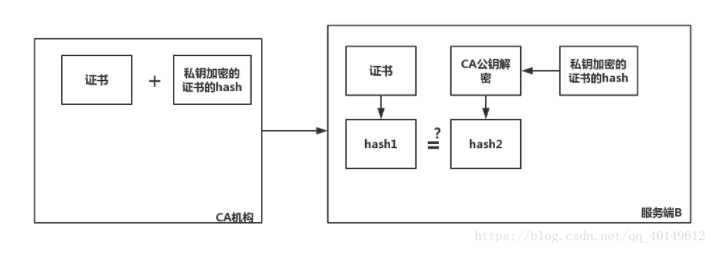 证书
+
私钥加密的
证书的hash
CA机构
证书
CA公钥解
密
私钥加密的
证书的hash
hash1
?
=
hash2
服务端B
https://blog.csdn.net/qq_40149612